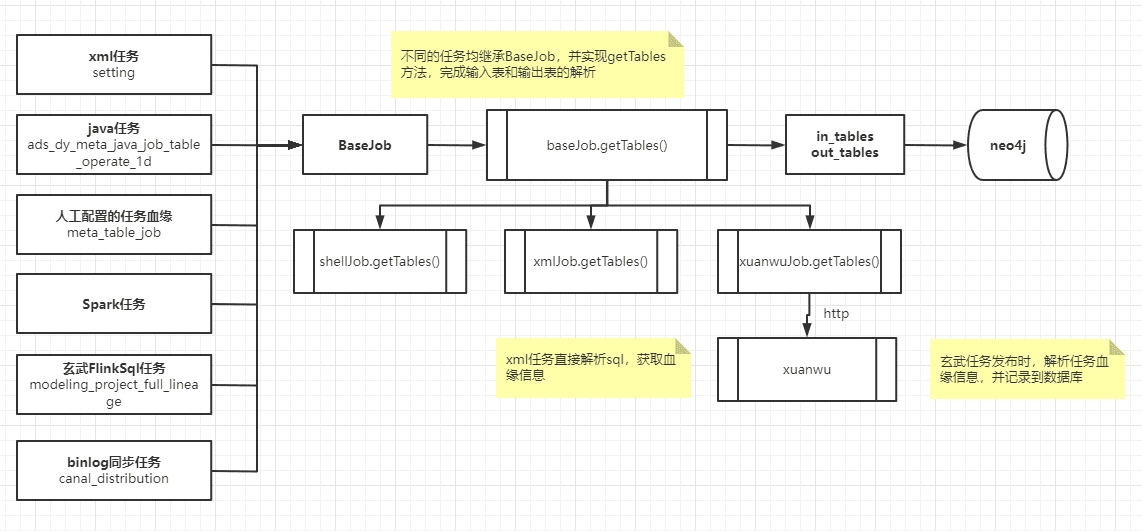 xml任务
setting
java任务
ads_dy_meta_java_job_table
_operate_1d
人工配置的任务血缘
meta_table_job
Spark任务
玄武FlinkSql任务
modeling_project_full_linea
ge
binlog同步任务
canal_distribution
不同的任务均继承BaseJob，并实现getTables
方法，完成输入表和输出表的解析
BaseJob
baseJob.getTables()
in_tables
out_tables
neo4j
shellJob.getTables()
xmlJob.getTables()
xuanwuJob.getTables()
http
xml任务直接解析sql，获取血
缘信息
xuanwu
玄武任务发布时，解析任务血
缘信息，并记录到数据库